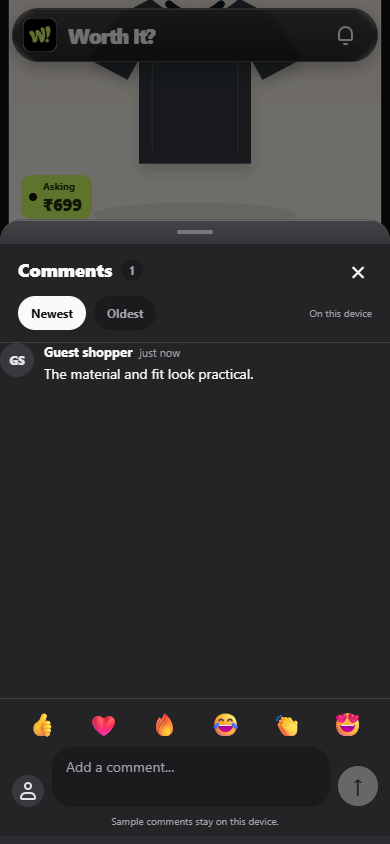 W!
Worth It?
Asking
₹699
Comments 1
Newest
Oldest
On this device
GS
Guest shopper just now
The material and fit look practical.
Add a comment...
Sample comments stay on this device.